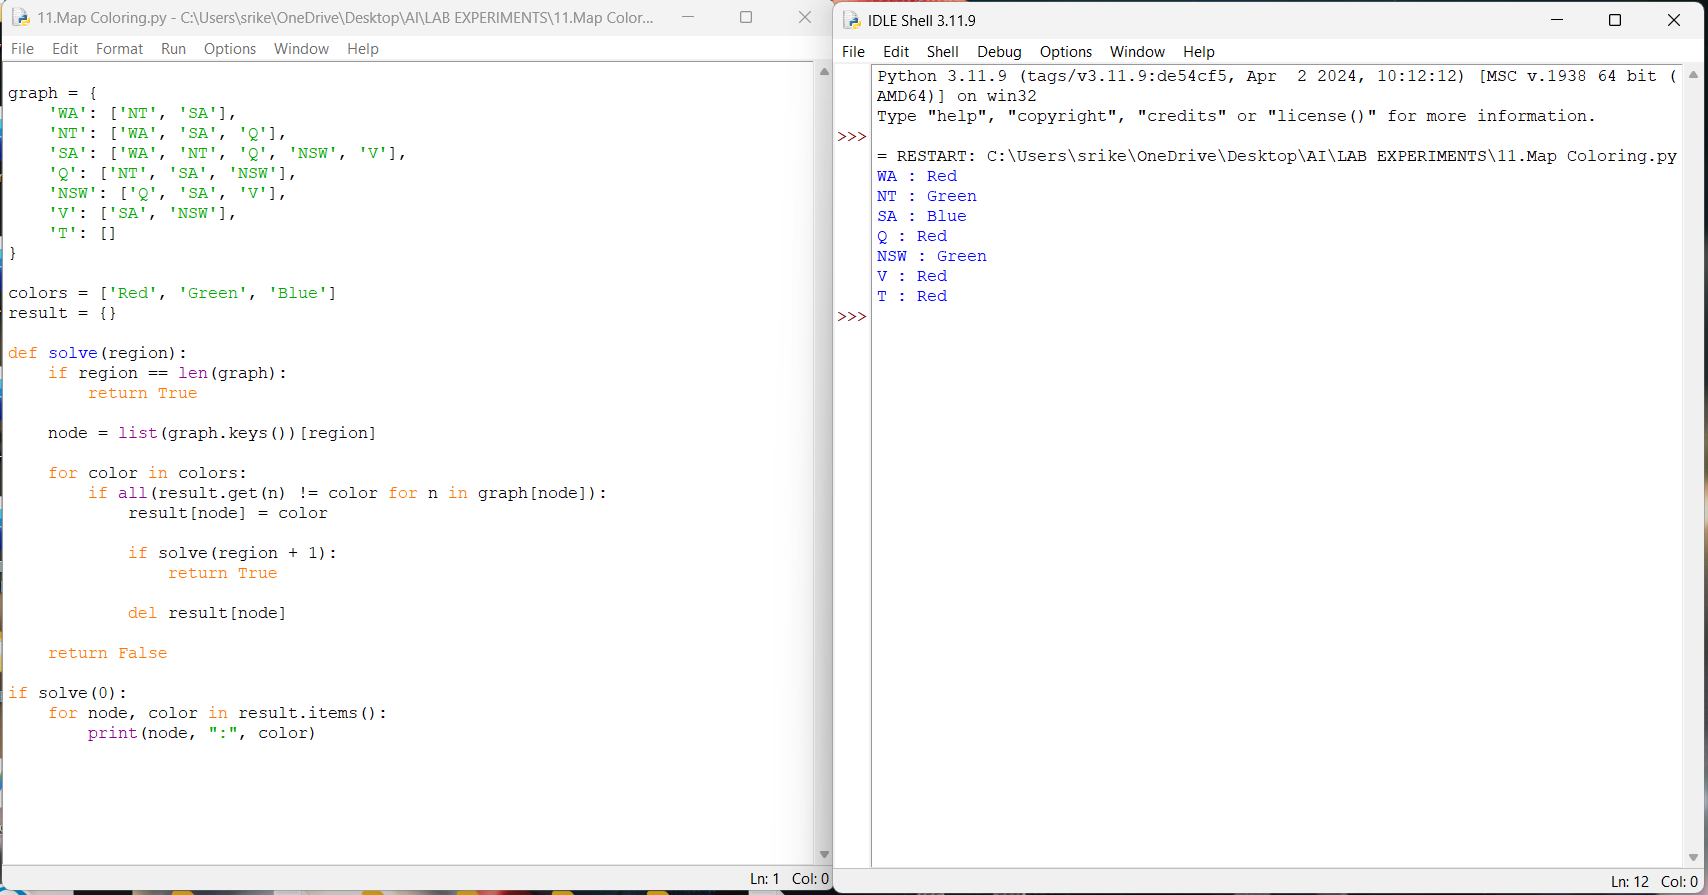 11.Map Coloring.py - C:\Users\srike\OneDrive\Desktop\AI\LAB EXPERIMENTS\11.Map Color...
File Edit Format Run Options Window Help
graph = {
    'WA': ['NT', 'SA'],
    'NT': ['WA', 'SA', 'Q'],
    'SA': ['WA', 'NT', 'Q', 'NSW', 'V'],
    'Q': ['NT', 'SA', 'NSW'],
    'NSW': ['Q', 'SA', 'V'],
    'V': ['SA', 'NSW'],
    'T': []
}
colors = ['Red', 'Green', 'Blue']
result = {}
def solve(region):
    if region == len(graph):
        return True
    node = list(graph.keys())[region]
    for color in colors:
        if all(result.get(n) != color for n in graph[node]):
            result[node] = color
            if solve(region + 1):
                return True
            del result[node]
    return False
if solve(0):
    for node, color in result.items():
        print(node, ":", color)
Ln: 1 Col: 0
IDLE Shell 3.11.9
File Edit Shell Debug Options Window Help
Python 3.11.9 (tags/v3.11.9:de54cf5, Apr  2 2024, 10:12:12) [MSC v.1938 64 bit (
AMD64)] on win32
Type "help", "copyright", "credits" or "license()" for more information.
>>>
= RESTART: C:\Users\srike\OneDrive\Desktop\AI\LAB EXPERIMENTS\11.Map Coloring.py
WA : Red
NT : Green
SA : Blue
Q : Red
NSW : Green
V : Red
T : Red
>>>
Ln: 12 Col: 0